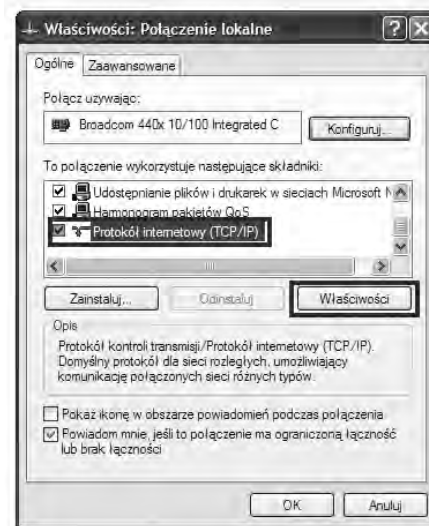 Właściwości: Połączenie lokalne
Ogólne Zaawansowane
Połącz używając:
Broadcom 440x 10/100 Integrated C
Konfiguruj...
To połączenie wykorzystuje następujące składniki:
Udostępnianie plików i drukarek w sieciach Microsoft N
Harmonogram pakietów QoS
Protokół internetowy (TCP/IP)
Zainstaluj... Odinstaluj Właściwości
Opis
Protokół kontroli transmisji/Protokół internetowy (TCP/IP).
Domyślny protokół dla sieci rozległych, umożliwiający
komunikację połączonych sieci różnych typów.
Pokaż ikonę w obszarze powiadomień podczas połączenia
Powiadom mnie, jeśli to połączenie ma ograniczoną łączność
lub brak łączności
OK Anuluj